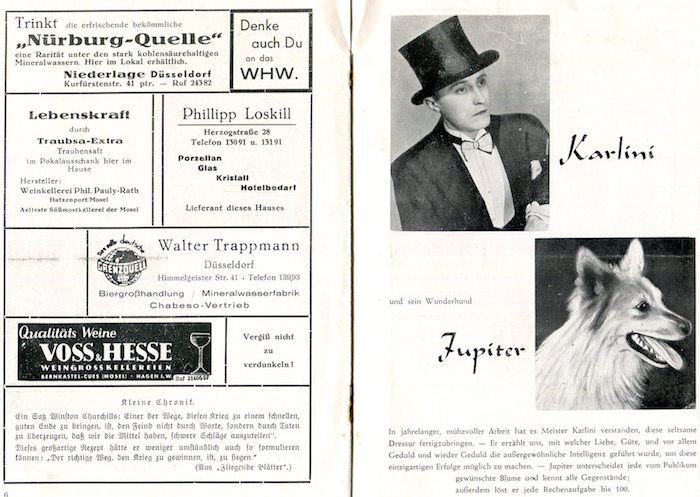 Trinkt die erfrischende bekömmliche
„Nürburg-Quelle"
eine Rarität unter den stark kohlensäurehaltigen
Mineralwassern. Hier im Lokal erhältlich.
Niederlage Düsseldorf
Kurfürstenstr. 41 ptr. — Ruf 24382
Denke
auch Du
an das
WHW.
Lebenskraft
durch
Traubsa-Extra
Traubensaft
im Pokalausschank hier im
Hause
Hersteller:
Weinkellerei Phil. Pauly-Rath
Hatzenport/Mosel
Aelteste Süßmostkellerei der Mosel
Phillipp Loskill
Herzogstraße 28
Telefon 13091 u. 13191
Porzellan
Glas
Kristall
Hotelbedarf
Lieferant dieses Hauses
das edle deutsche
GRENZQUELL
Walter Trappmann
Düsseldorf
Himmelgeister Str. 41 · Telefon 13993
Biergroßhandlung / Mineralwasserfabrik
Chabeso-Vertrieb
Qualitäts Weine
VOSS & HESSE
WEINGROSSKELLEREIEN
BERNKASTEL-CUES (MOSEL) · HAGEN I.W.
Ruf
Vergiß nicht
zu
verdunkeln!
Kleine Chronik.
Ein Satz Winston Churchills: Einer der Wege, diesen Krieg zu einem schnellen,
guten Ende zu bringen, ist, den Feind nicht durch Worte, sondern durch Taten
zu überzeugen, daß wir die Mittel haben, schwere Schläge auszuteilen".
Dieses großartige Rezept hätte er weniger umständlich auch so formulieren
können: „Der richtige Weg, den Krieg zu gewinnen, ist, zu siegen."
(Aus „Fliegende Blätter".)
6
Karlini
und sein Wunderhund
Jupiter
In jahrelanger, mühevoller Arbeit hat es Meister Karlini verstanden, diese seltsame
Dressur fertigzubringen. — Er erzählt uns, mit welcher Liebe, Güte, und vor allem
Geduld und wieder Geduld die außergewöhnliche Intelligenz geführt wurde, um diese
einzigartigen Erfolge möglich zu machen. — Jupiter unterscheidet jede vom Publikum
gewünschte Blume und kennt alle Gegenstände;
außerdem löst er jede Rechenaufgabe bis 100.